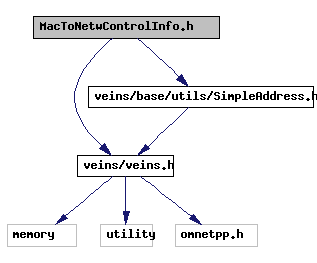 MacToNetwControlInfo.h
veins/base/utils/SimpleAddress.h
veins/veins.h
memory
utility
omnetpp.h